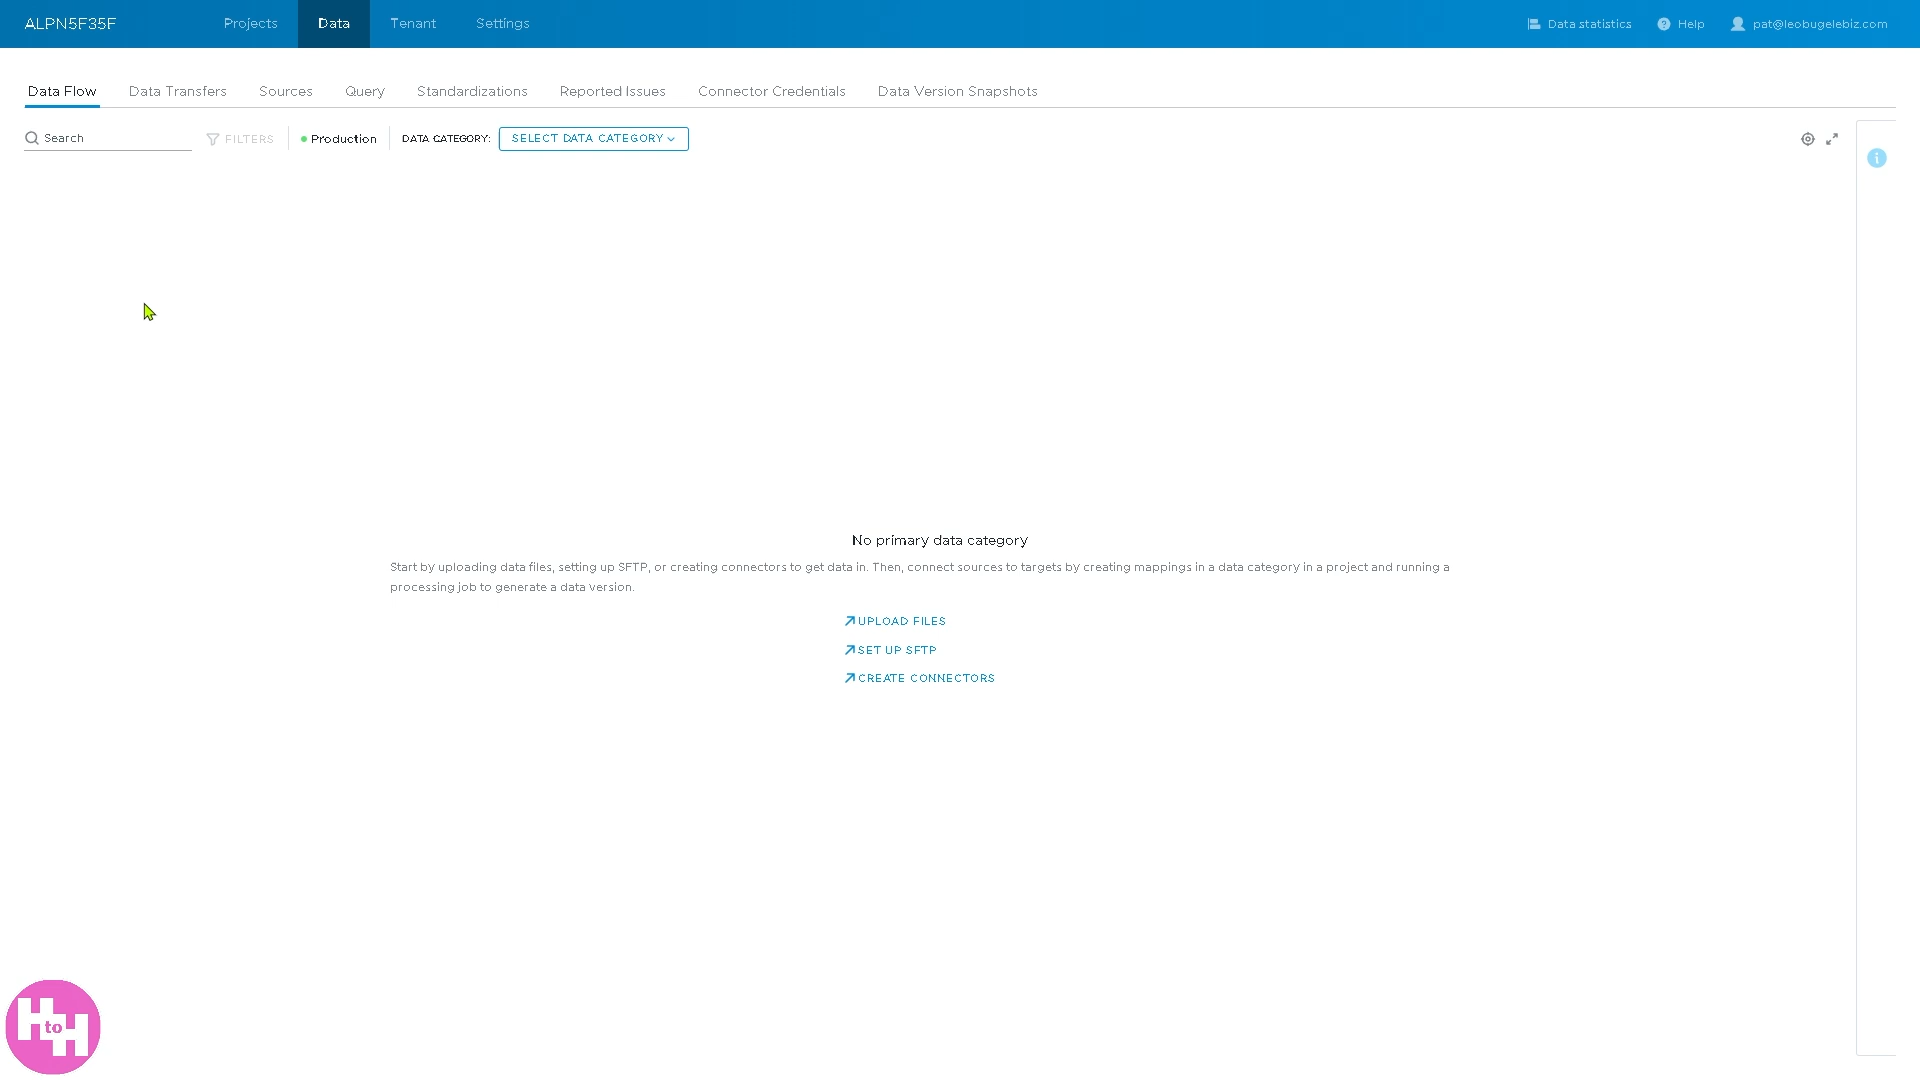 ALPN5F35F
Projects
Data
Tenant
Settings
Data statistics
Help
pat@leobugelebiz.com
Data Flow
Data Transfers
Sources
Query
Standardizations
Reported Issues
Connector Credentials
Data Version Snapshots
Search
FILTERS
Production
DATA CATEGORY:
SELECT DATA CATEGORY
No primary data category
Start by uploading data files, setting up SFTP, or creating connectors to get data in. Then, connect sources to targets by creating mappings in a data category in a project and running a
processing job to generate a data version.
UPLOAD FILES
SET UP SFTP
CREATE CONNECTORS
H to H